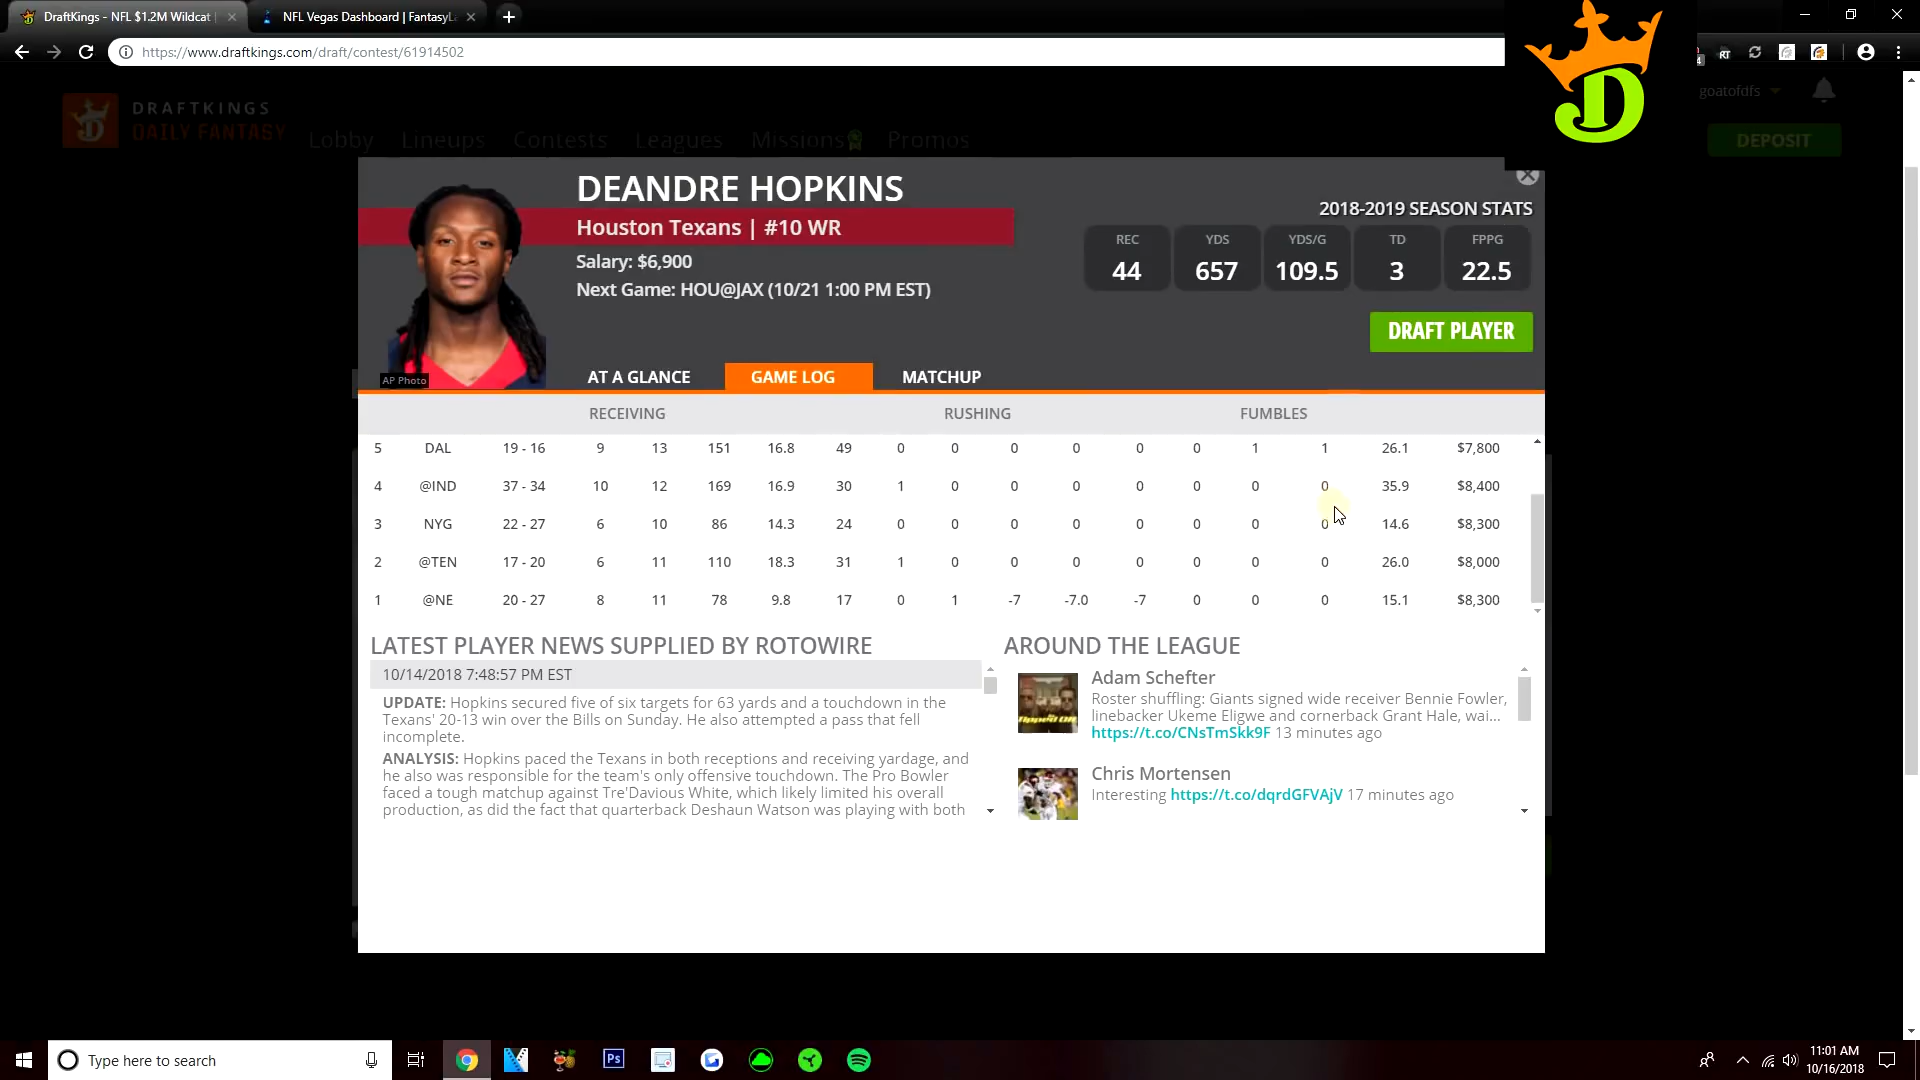 DraftKings - NFL $1.2M Wildcat
NFL Vegas Dashboard | FantasyLa
https://www.draftkings.com/draft/contest/61914502
RT
DRAFTKINGS
DAILY FANTASY
Lobby Lineups Contests Leagues Missions Promos
goatofdfs
DEPOSIT
DEANDRE HOPKINS
Houston Texans | #10 WR
Salary: $6,900
Next Game: HOU@JAX (10/21 1:00 PM EST)
AP Photo
2018-2019 SEASON STATS
REC YDS YDS/G TD FPPG
44 657 109.5 3 22.5
DRAFT PLAYER
AT A GLANCE GAME LOG MATCHUP
RECEIVING RUSHING FUMBLES
5 DAL 19 - 16 9 13 151 16.8 49 0 0 0 0 0 0 1 1 26.1 $7,800
4 @IND 37 - 34 10 12 169 16.9 30 1 0 0 0 0 0 0 0 35.9 $8,400
3 NYG 22 - 27 6 10 86 14.3 24 0 0 0 0 0 0 0 0 14.6 $8,300
2 @TEN 17 - 20 6 11 110 18.3 31 1 0 0 0 0 0 0 0 26.0 $8,000
1 @NE 20 - 27 8 11 78 9.8 17 0 1 -7 -7.0 -7 0 0 0 15.1 $8,300
LATEST PLAYER NEWS SUPPLIED BY ROTOWIRE
10/14/2018 7:48:57 PM EST
UPDATE: Hopkins secured five of six targets for 63 yards and a touchdown in the
Texans' 20-13 win over the Bills on Sunday. He also attempted a pass that fell
incomplete.
ANALYSIS: Hopkins paced the Texans in both receptions and receiving yardage, and
he also was responsible for the team's only offensive touchdown. The Pro Bowler
faced a tough matchup against Tre'Davious White, which likely limited his overall
production, as did the fact that quarterback Deshaun Watson was playing with both
AROUND THE LEAGUE
Adam Schefter
Roster shuffling: Giants signed wide receiver Bennie Fowler,
linebacker Ukeme Eligwe and cornerback Grant Hale, wai...
https://t.co/CNsTmSkk9F 13 minutes ago
Chris Mortensen
Interesting https://t.co/dqrdGFVAjV 17 minutes ago
Type here to search
Ps
11:01 AM
10/16/2018